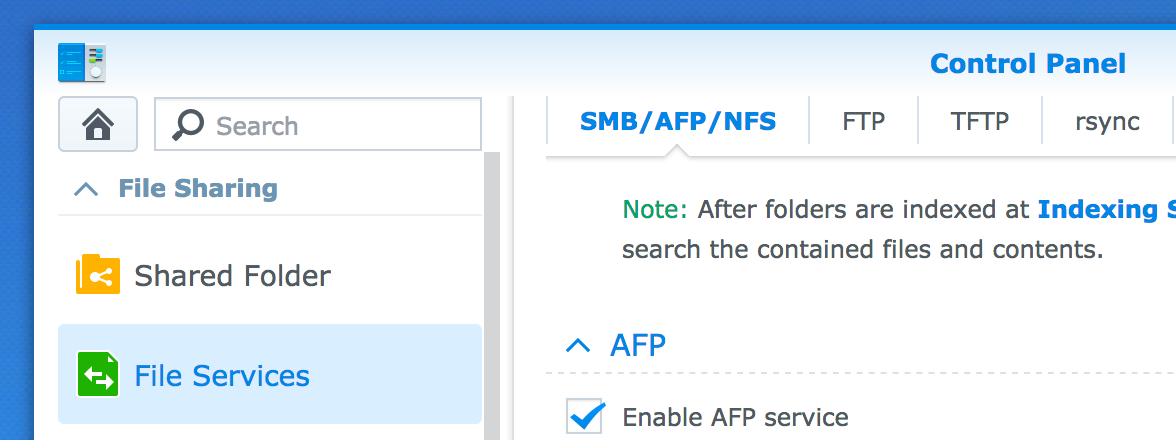 Control Panel
Search
SMB/AFP/NFS FTP TFTP rsync
File Sharing
Note: After folders are indexed at Indexing
search the contained files and contents.
Shared Folder
AFP
File Services
Enable AFP service